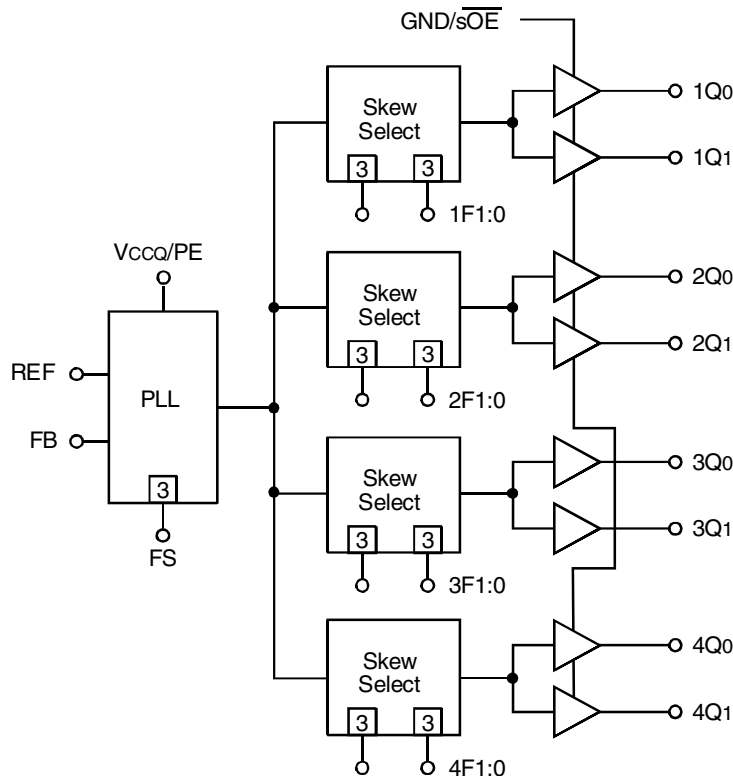 GND/sOE
1Q0
Skew
Select
1Q1
3 3
1F1:0
VCCQ/PE
2Q0
Skew
Select
2Q1
3 3
REF
2F1:0
PLL
FB
3Q0
Skew
Select
3
3Q1
3 3
FS
3F1:0
4Q0
Skew
Select
4Q1
3 3
4F1:0